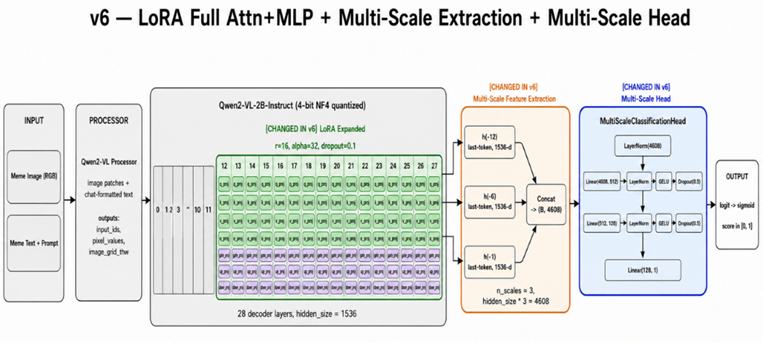 v6 — LoRA Full Attn+MLP + Multi-Scale Extraction + Multi-Scale Head
INPUT
Meme Image (RGB)
Meme Text + Prompt
PROCESSOR
Qwen2-VL Processor
image patches +
chat-formatted text
outputs:
input_ids,
pixel_values,
image_grid_thw
Qwen2-VL-2B-Instruct (4-bit NF4 quantized)
[CHANGED IN v6] LoRA Expanded
r=16, alpha=32, dropout=0.1
0 1 2 3 ... 10 11
12 13 14 15 16 17 18 19 20 21 22 23 24 25 26 27
28 decoder layers, hidden_size = 1536
[CHANGED IN v6]
Multi-Scale Feature Extraction
h(-12)
last-token, 1536-d
h(-6)
last-token, 1536-d
h(-1)
last-token, 1536-d
Concat
-> (B, 4608)
n_scales = 3,
hidden_size * 3 = 4608
[CHANGED IN v6]
Multi-Scale Head
MultiScaleClassificationHead
LayerNorm(4608)
Linear(4608, 512) LayerNorm GELU Dropout(0.5)
Linear(512, 128) LayerNorm GELU Dropout(0.5)
Linear(128, 1)
OUTPUT
logit -> sigmoid
score in [0, 1]